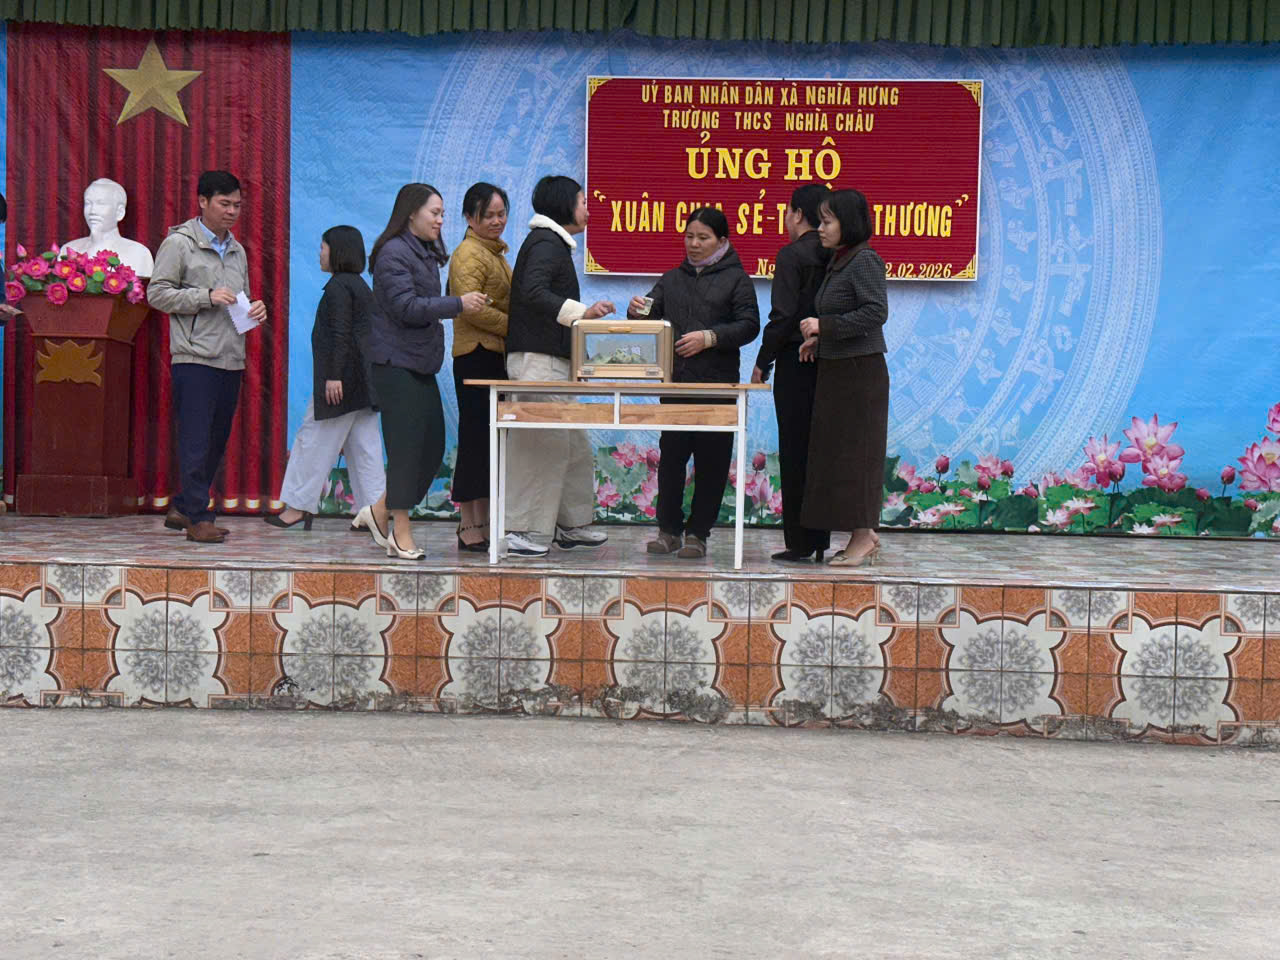 UỶ BAN NHÂN DÂN XÃ NGHĨA HƯNG
TRƯỜNG THCS NGHĨA CHÂU
ỦNG HỘ
"XUÂN CHIA SẺ - THƯƠNG"
2.02.2026